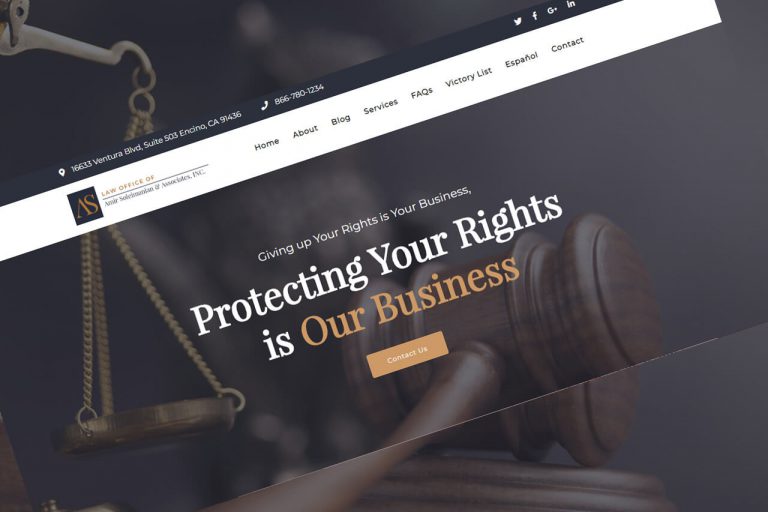 16633 Ventura Blvd, Suite 503 Encino, CA 91436
866-780-1234
AS
LAW OFFICE OF
Amir Soleimanian & Associates, INC.
Home About Blog Services FAQs Victory List Español Contact
Giving up Your Rights is Your Business,
Protecting Your Rights
is Our Business
Contact Us